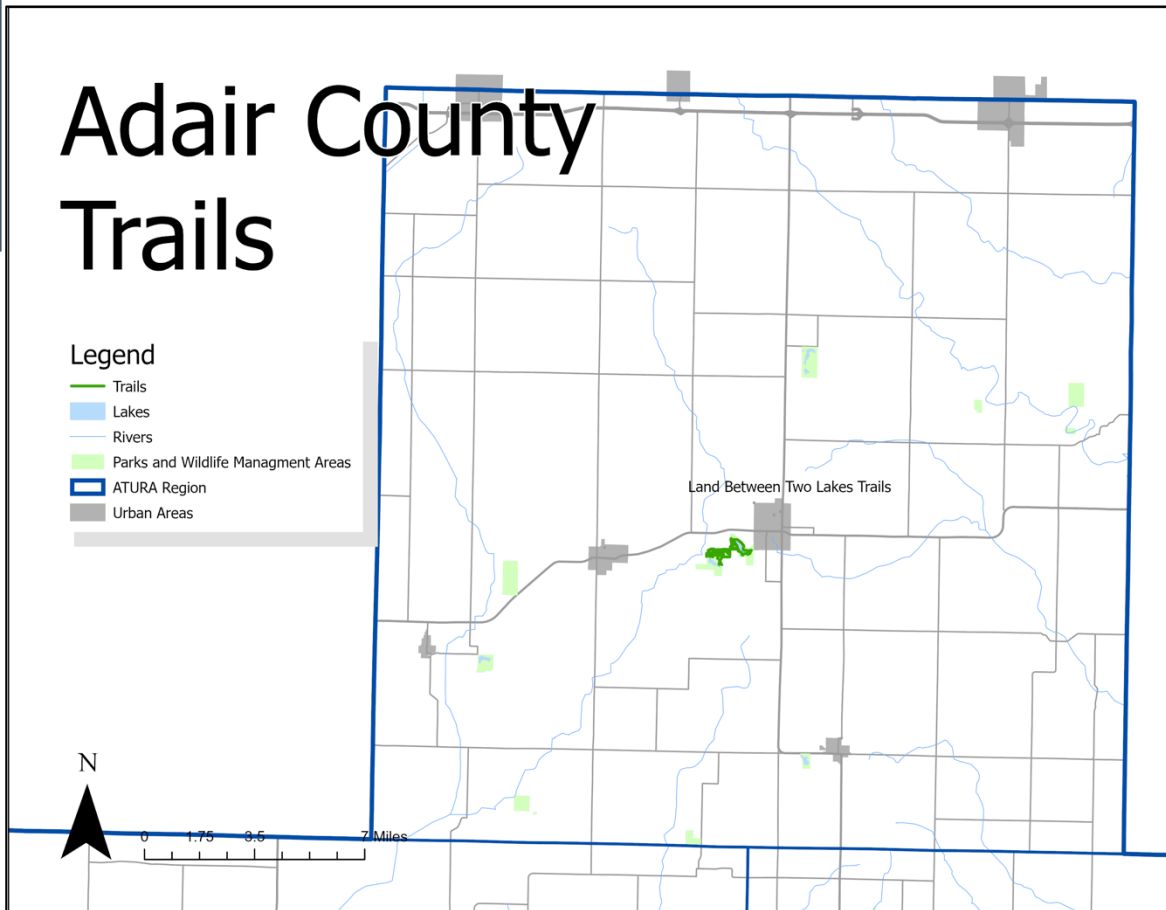 Adair County
Trails
Legend
Trails
Lakes
Rivers
Parks and Wildlife Managment Areas
ATURA Region
Urban Areas
Land Between Two Lakes Trails
N
0 1.75 3.5 7 Miles